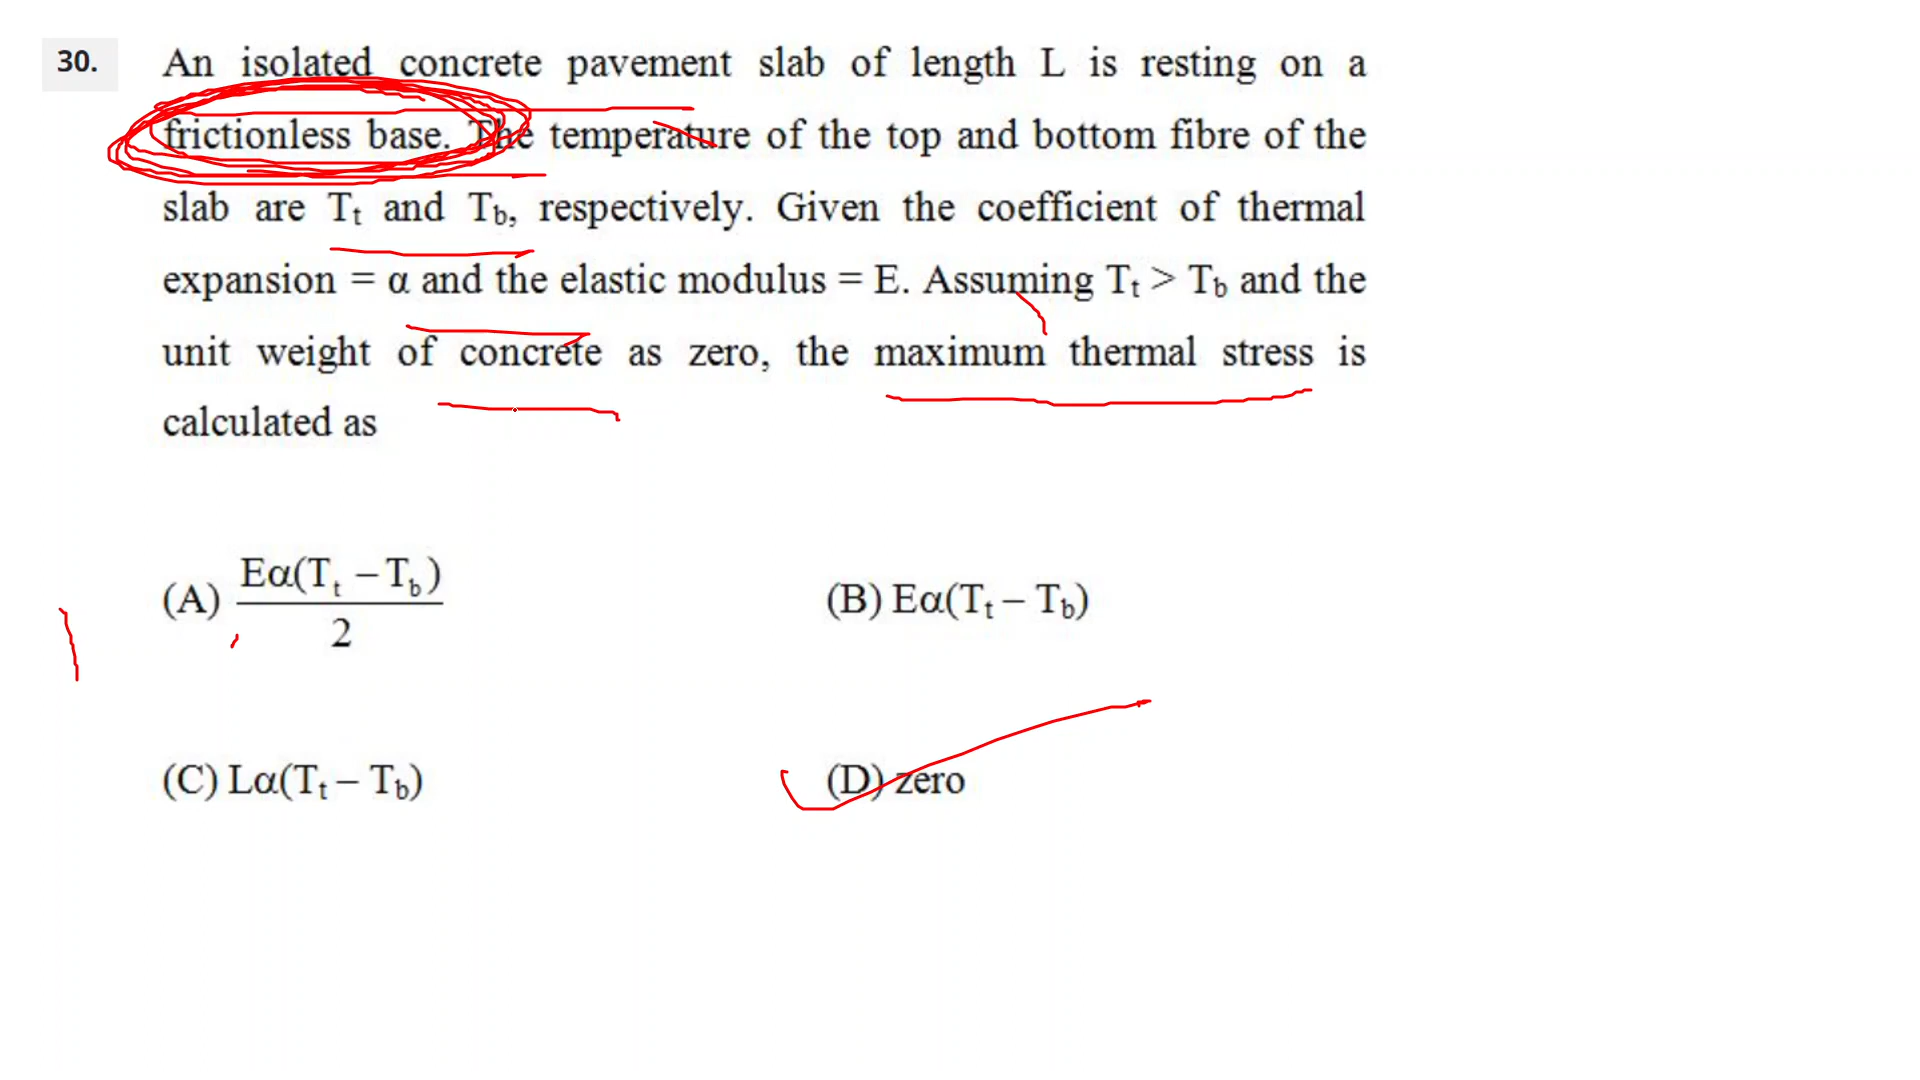 30.
An isolated concrete pavement slab of length L is resting on a
frictionless base. The temperature of the top and bottom fibre of the
slab are Tt and Tb, respectively. Given the coefficient of thermal
expansion = α and the elastic modulus = E. Assuming Tt > Tb and the
unit weight of concrete as zero, the maximum thermal stress is
calculated as
(A) Eα(Tt − Tb) / 2
(B) Eα(Tt − Tb)
(C) Lα(Tt − Tb)
(D) zero